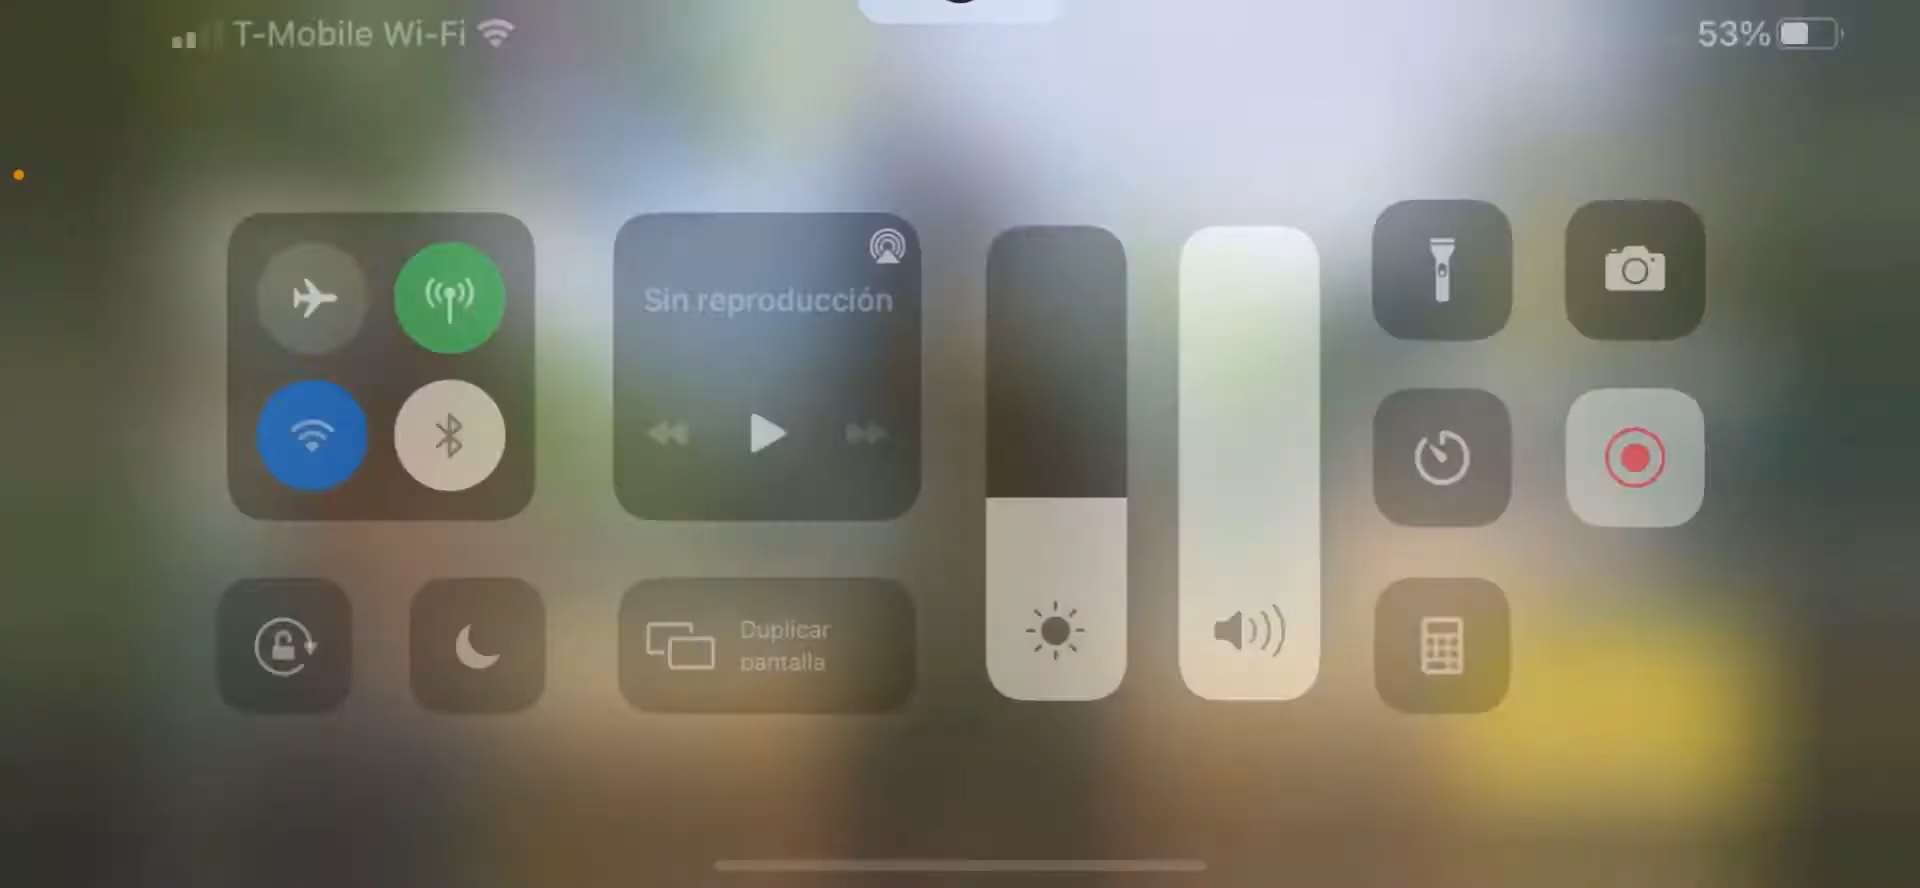 T-Mobile Wi-Fi
53%
Sin reproducción
Duplicar
pantalla